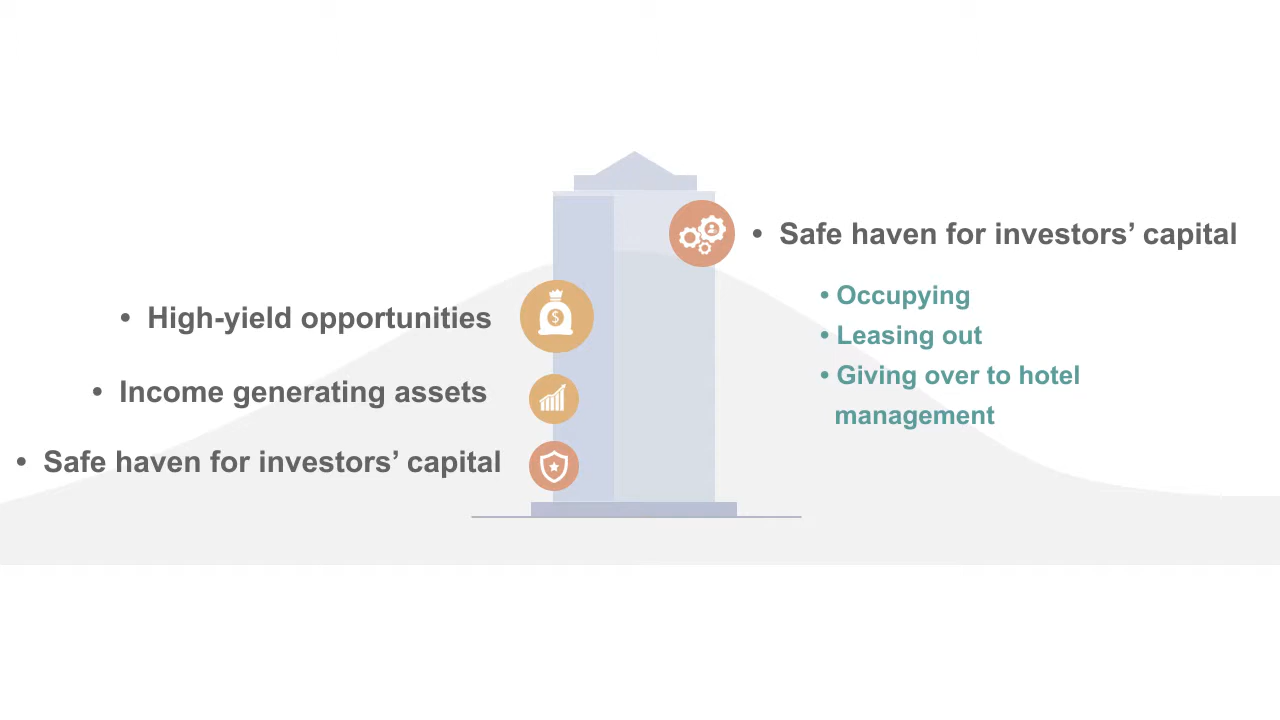 • High-yield opportunities
• Income generating assets
• Safe haven for investors’ capital
• Safe haven for investors’ capital
• Occupying
• Leasing out
• Giving over to hotel
management